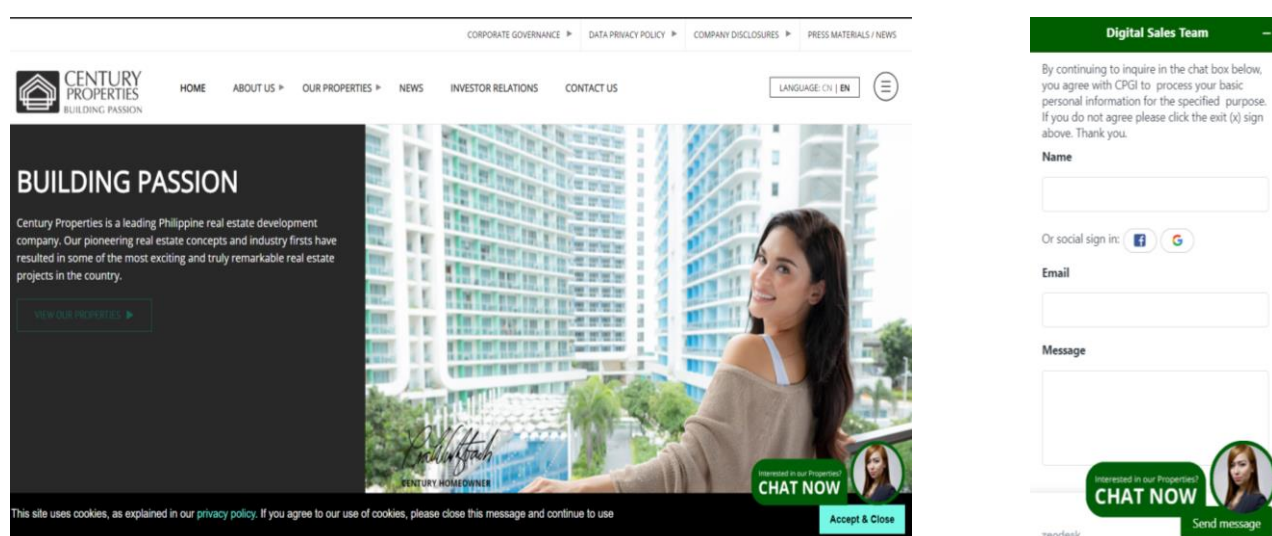 CORPORATE GOVERNANCE ▶ DATA PRIVACY POLICY ▶ COMPANY DISCLOSURES ▶ PRESS MATERIALS / NEWS
CENTURY
PROPERTIES
BUILDING PASSION
HOME ABOUT US ▶ OUR PROPERTIES ▶ NEWS INVESTOR RELATIONS CONTACT US
LANGUAGE: CN | EN
BUILDING PASSION
Century Properties is a leading Philippine real estate development
company. Our pioneering real estate concepts and industry firsts have
resulted in some of the most exciting and truly remarkable real estate
projects in the country.
VIEW OUR PROPERTIES ▶
CENTURY HOMEOWNER
Interested in our Properties?
CHAT NOW
This site uses cookies, as explained in our privacy policy. If you agree to our use of cookies, please close this message and continue to use
Accept & Close
Digital Sales Team
By continuing to inquire in the chat box below,
you agree with CPGI to process your basic
personal information for the specified purpose.
If you do not agree please click the exit (x) sign
above. Thank you.
Name
Or social sign in:
Email
Message
Interested in our Properties?
CHAT NOW
Send message
zendesk